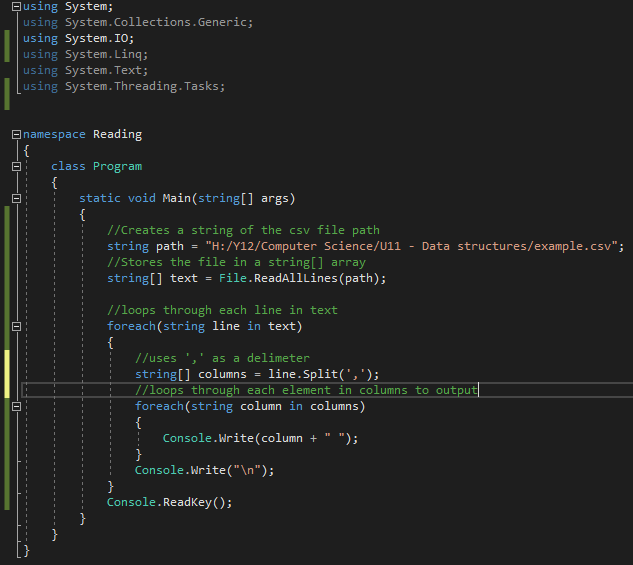 using System;
using System.Collections.Generic;
using System.IO;
using System.Linq;
using System.Text;
using System.Threading.Tasks;
namespace Reading
{
class Program
{
static void Main(string[] args)
{
//Creates a string of the csv file path
string path = "H:/Y12/Computer Science/U11 - Data structures/example.csv";
//Stores the file in a string[] array
string[] text = File.ReadAllLines(path);
//loops through each line in text
foreach(string line in text)
{
//uses ',' as a delimeter
string[] columns = line.Split(',');
//loops through each element in columns to output
foreach(string column in columns)
{
Console.Write(column + " ");
}
Console.Write("\n");
}
Console.ReadKey();
}
}
}